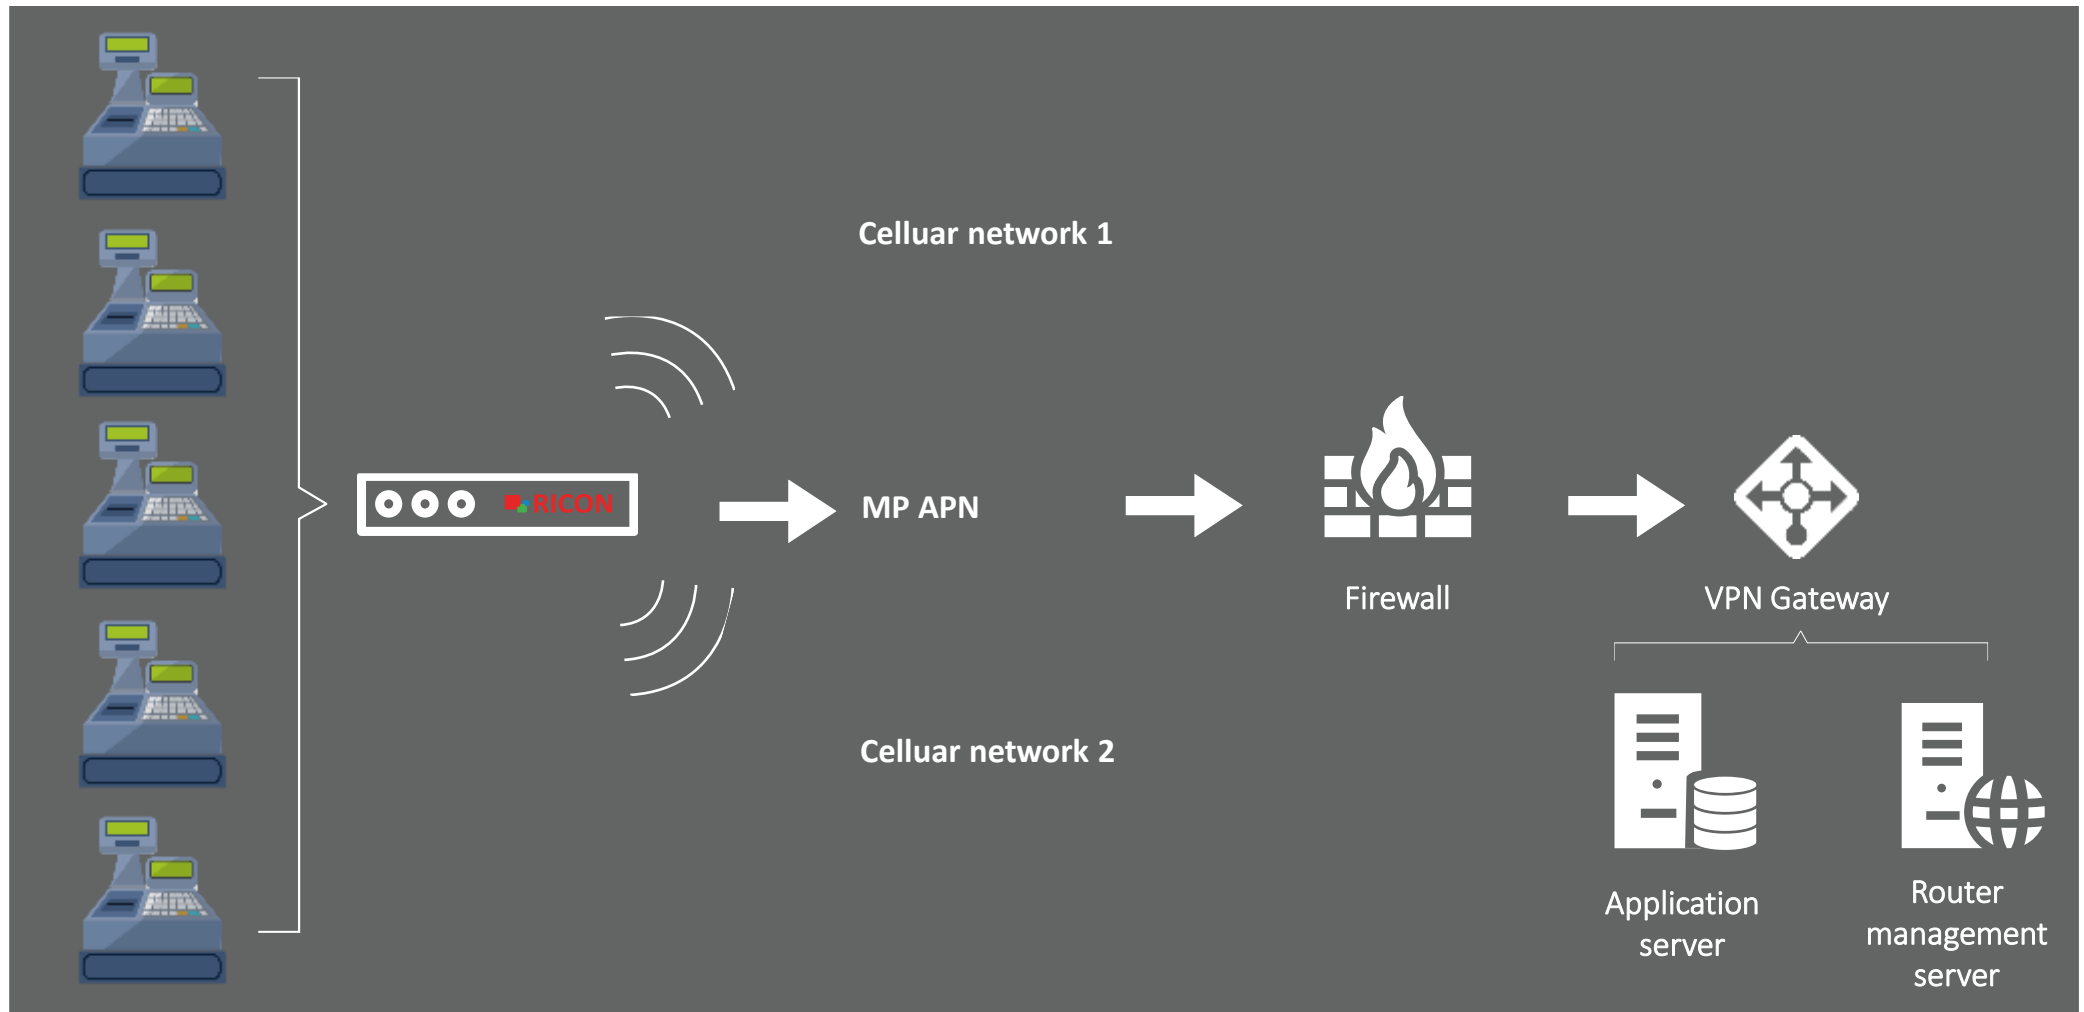 Celluar network 1
RICON
MP APN
Firewall
VPN Gateway
Celluar network 2
Application
server
Router
management
server